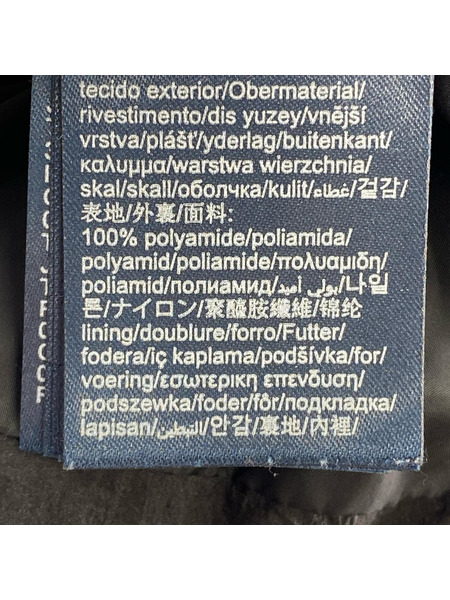 tecido exterior/Obermaterial/
rivestimento/dis yuzey/vnější
vrstva/plášť/yderlag/buitenkant/
καλυμμα/warstwa wierzchnia/
skal/skall/оболчка/kulit/غطاء/겉감/
表地/外裏/面料:
100% polyamide/poliamida/
polyamid/poliamide/πολυαμιδη/
poliamid/полиамид/بولي أميد/나일
론/ナイロン/聚醯胺纖維/锦纶
lining/doublure/forro/Futter/
fodera/iç kaplama/podšívka/for/
voering/εσωτερικη επενδυση/
podszewka/foder/fôr/подкладка/
lapisan/التبطين/안감/裏地/內裡/